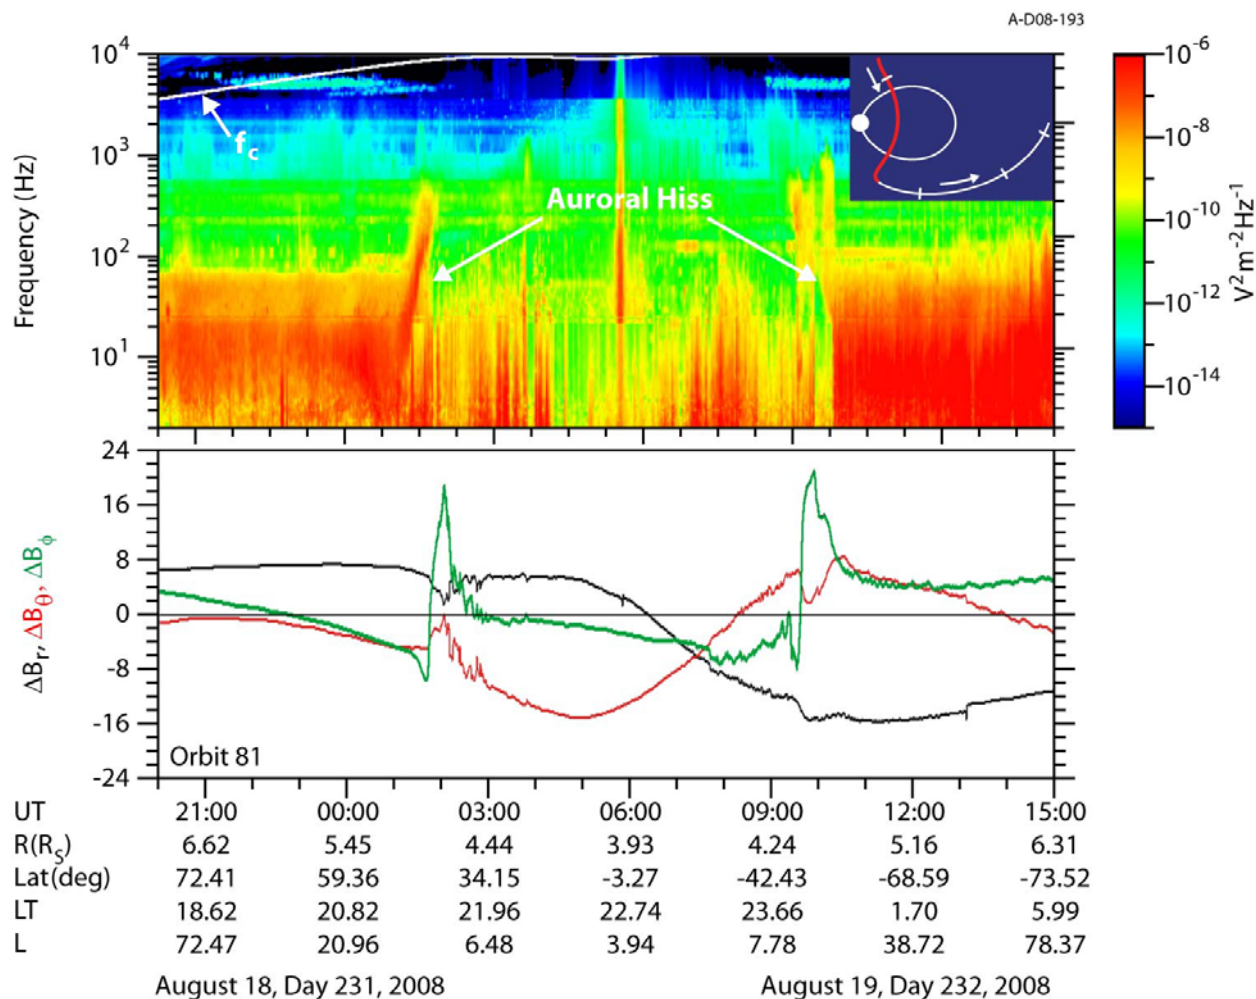 A-D08-193
10^4
10^3
10^2
10^1
Frequency (Hz)
f_c
Auroral Hiss
10^-6
10^-8
10^-10
10^-12
10^-14
V^2 m^-2 Hz^-1
24
16
8
0
-8
-16
-24
ΔB_r, ΔB_θ, ΔB_ϕ
Orbit 81
UT 21:00 00:00 03:00 06:00 09:00 12:00 15:00
R(R_S) 6.62 5.45 4.44 3.93 4.24 5.16 6.31
Lat(deg) 72.41 59.36 34.15 -3.27 -42.43 -68.59 -73.52
LT 18.62 20.82 21.96 22.74 23.66 1.70 5.99
L 72.47 20.96 6.48 3.94 7.78 38.72 78.37
August 18, Day 231, 2008 August 19, Day 232, 2008